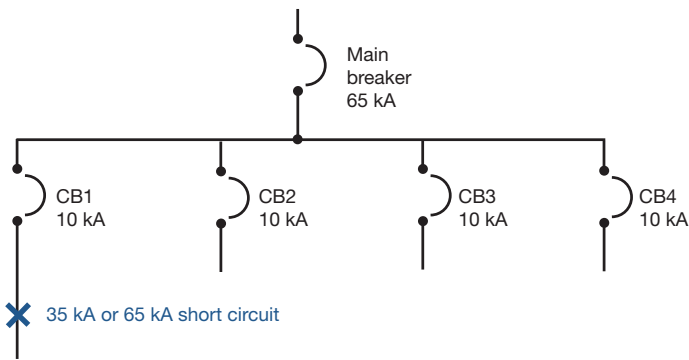 Main
breaker
65 kA
CB1
10 kA
CB2
10 kA
CB3
10 kA
CB4
10 kA
35 kA or 65 kA short circuit